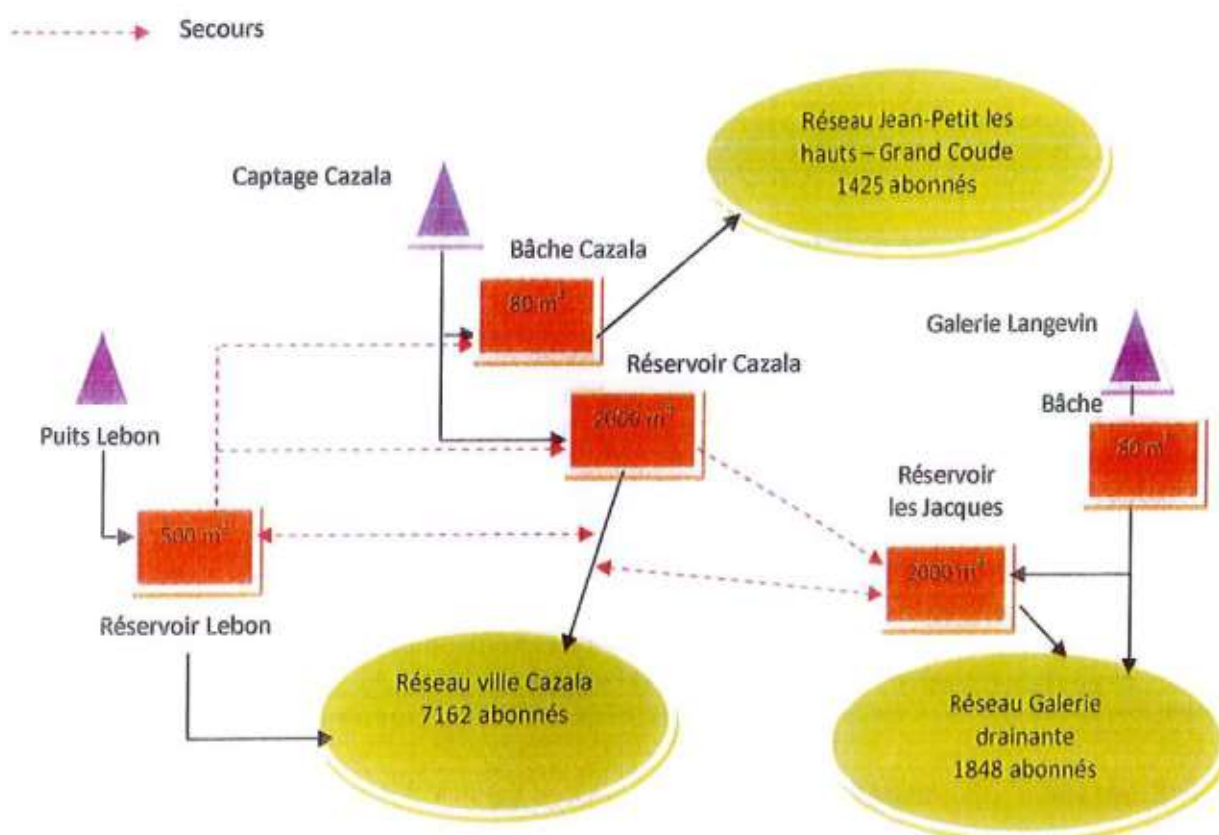 Secours
Réseau Jean-Petit les
hauts – Grand Coude
1425 abonnés
Captage Cazala
Bâche Cazala
80 m³
Galerie Langevin
Réservoir Cazala
2000 m³
Bâche
80 m³
Puits Lebon
Réservoir
les Jacques
500 m³
2000 m³
Réservoir Lebon
Réseau ville Cazala
7162 abonnés
Réseau Galerie
drainante
1848 abonnés